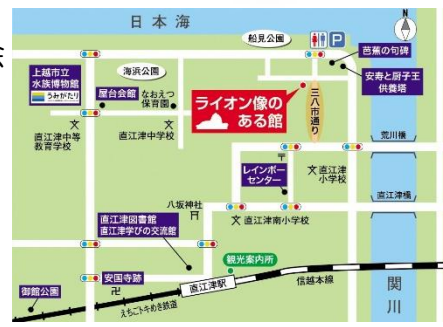 日本海
船見公園
P
芭蕉の句碑
N
上越市立
水族博物館
うみがたり
海浜公園
安寿と厨子王
供養塔
屋台会館
なおえつ
保育園
ライオン像の
ある館
三八市通り
直江津中等
教育学校
直江津中学校
荒川橋
レインボー
センター
直江津
小学校
直江津橋
八坂神社
直江津図書館
直江津学びの交流館
直江津南小学校
観光案内所
安国寺跡
直江津駅
信越本線
関川
御館公園
えちごトキめき鉄道